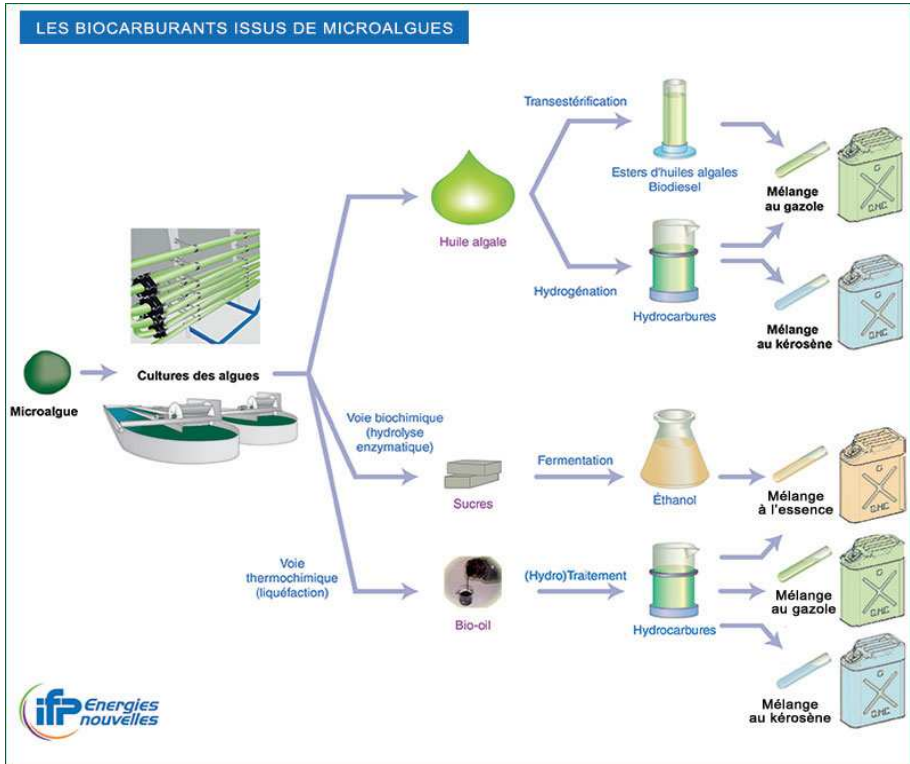 LES BIOCARBURANTS ISSUS DE MICROALGUES
Transestérification
Esters d'huiles algales
Biodiesel
Mélange
au gazole
G.M.C
Huile algale
Hydrogénation
Hydrocarbures
Mélange
au kérosène
G.M.C
Microalgue
Cultures des algues
Voie biochimique
(hydrolyse
enzymatique)
Sucres
Fermentation
Éthanol
Mélange
à l'essence
G.M.C
Voie
thermochimique
(liquéfaction)
Bio-oil
(Hydro)Traitement
Hydrocarbures
Mélange
au gazole
G.M.C
Mélange
au kérosène
G.M.C
ifp Energies
nouvelles